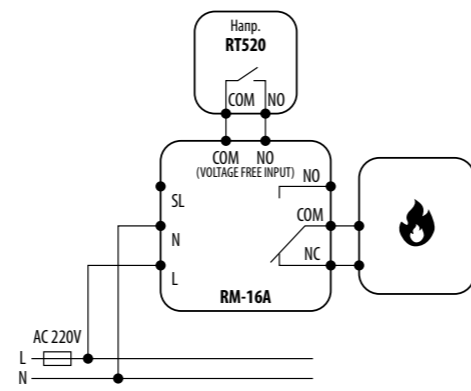 Напр.
RT520
COM NO
COM NO
(VOLTAGE FREE INPUT)
NO
SL
COM
N
NC
L
RM-16A
AC 220V
L
N